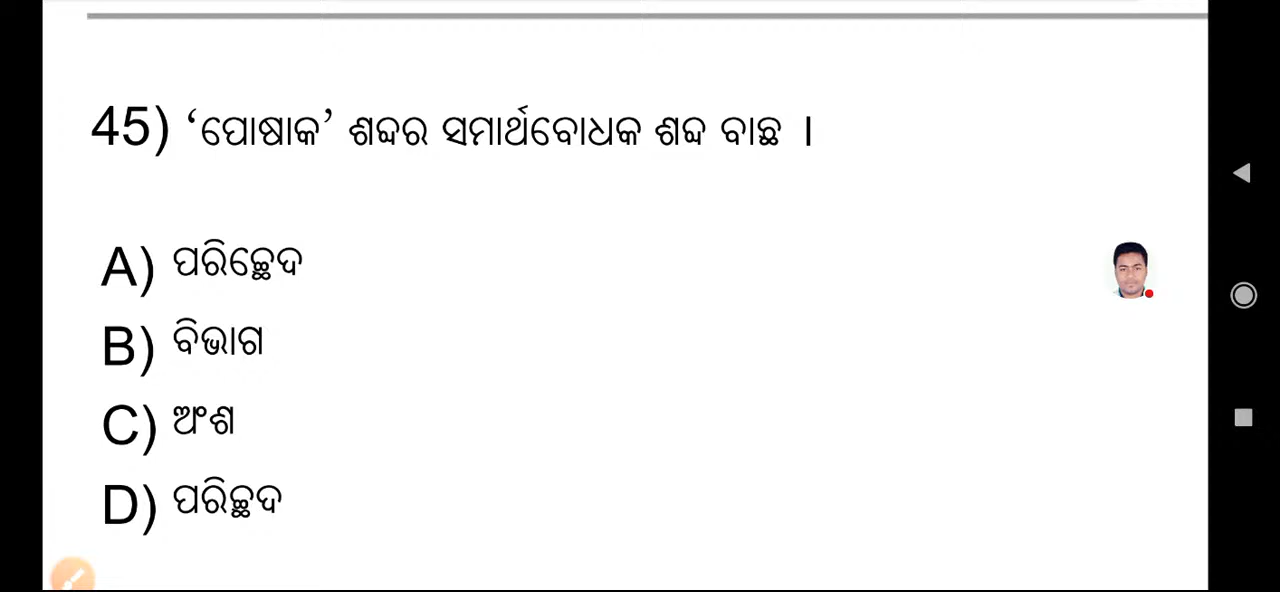 45) ‘ପୋଷାକ’ ଶବ୍ଦର ସମାର୍ଥବୋଧକ ଶବ୍ଦ ବାଛ ।
A) ପରିଚ୍ଛେଦ
B) ବିଭାଗ
C) ଅଂଶ
D) ପରିଚ୍ଛଦ